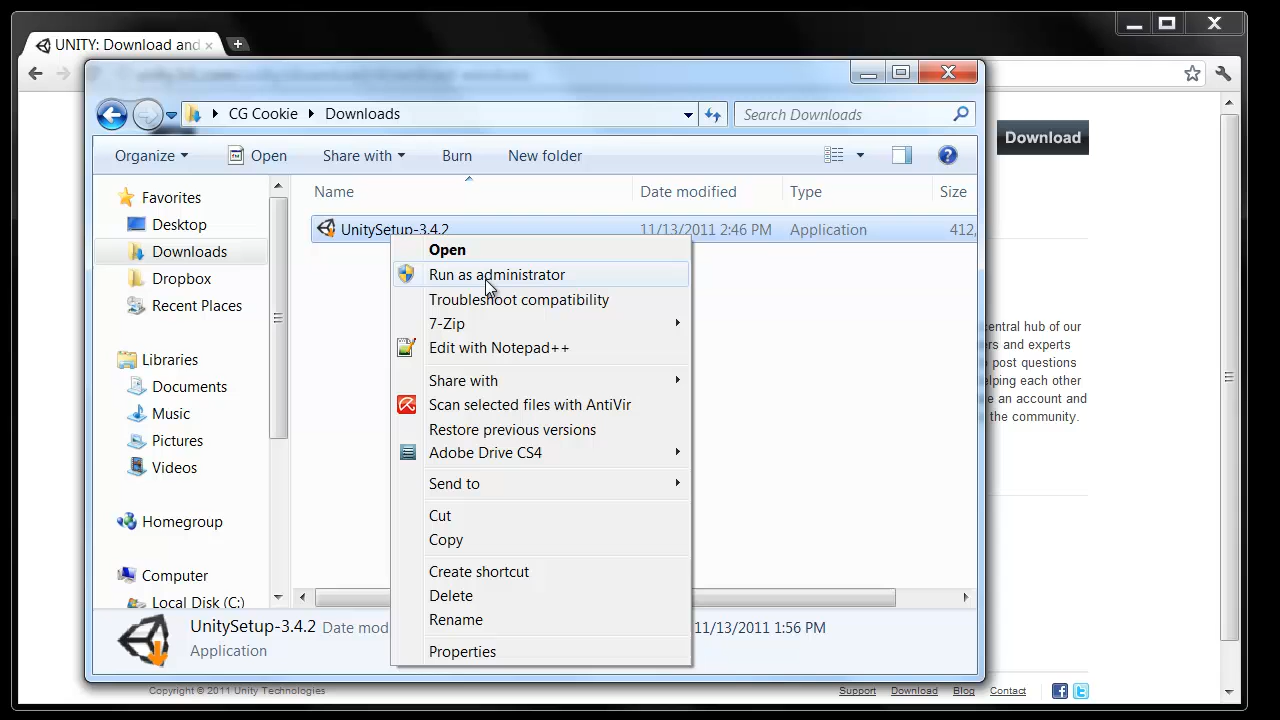 UNITY: Download and
CG Cookie Downloads
Search Downloads
Download
Organize Open Share with Burn New folder
Name Date modified Type Size
Favorites
Desktop
Downloads
Dropbox
Recent Places
Libraries
Documents
Music
Pictures
Videos
Homegroup
Computer
Local Disk (C:)
UnitySetup-3.4.2 11/13/2011 2:46 PM Application 412,
Open
Run as administrator
Troubleshoot compatibility
7-Zip
Edit with Notepad++
Share with
Scan selected files with AntiVir
Restore previous versions
Adobe Drive CS4
Send to
Cut
Copy
Create shortcut
Delete
Rename
Properties
entral hub of our
ers and experts
post questions
elping each other
e an account and
the community.
UnitySetup-3.4.2 Date mod 11/13/2011 1:56 PM
Application
Copyright © 2011 Unity Technologies
Support Download Blog Contact